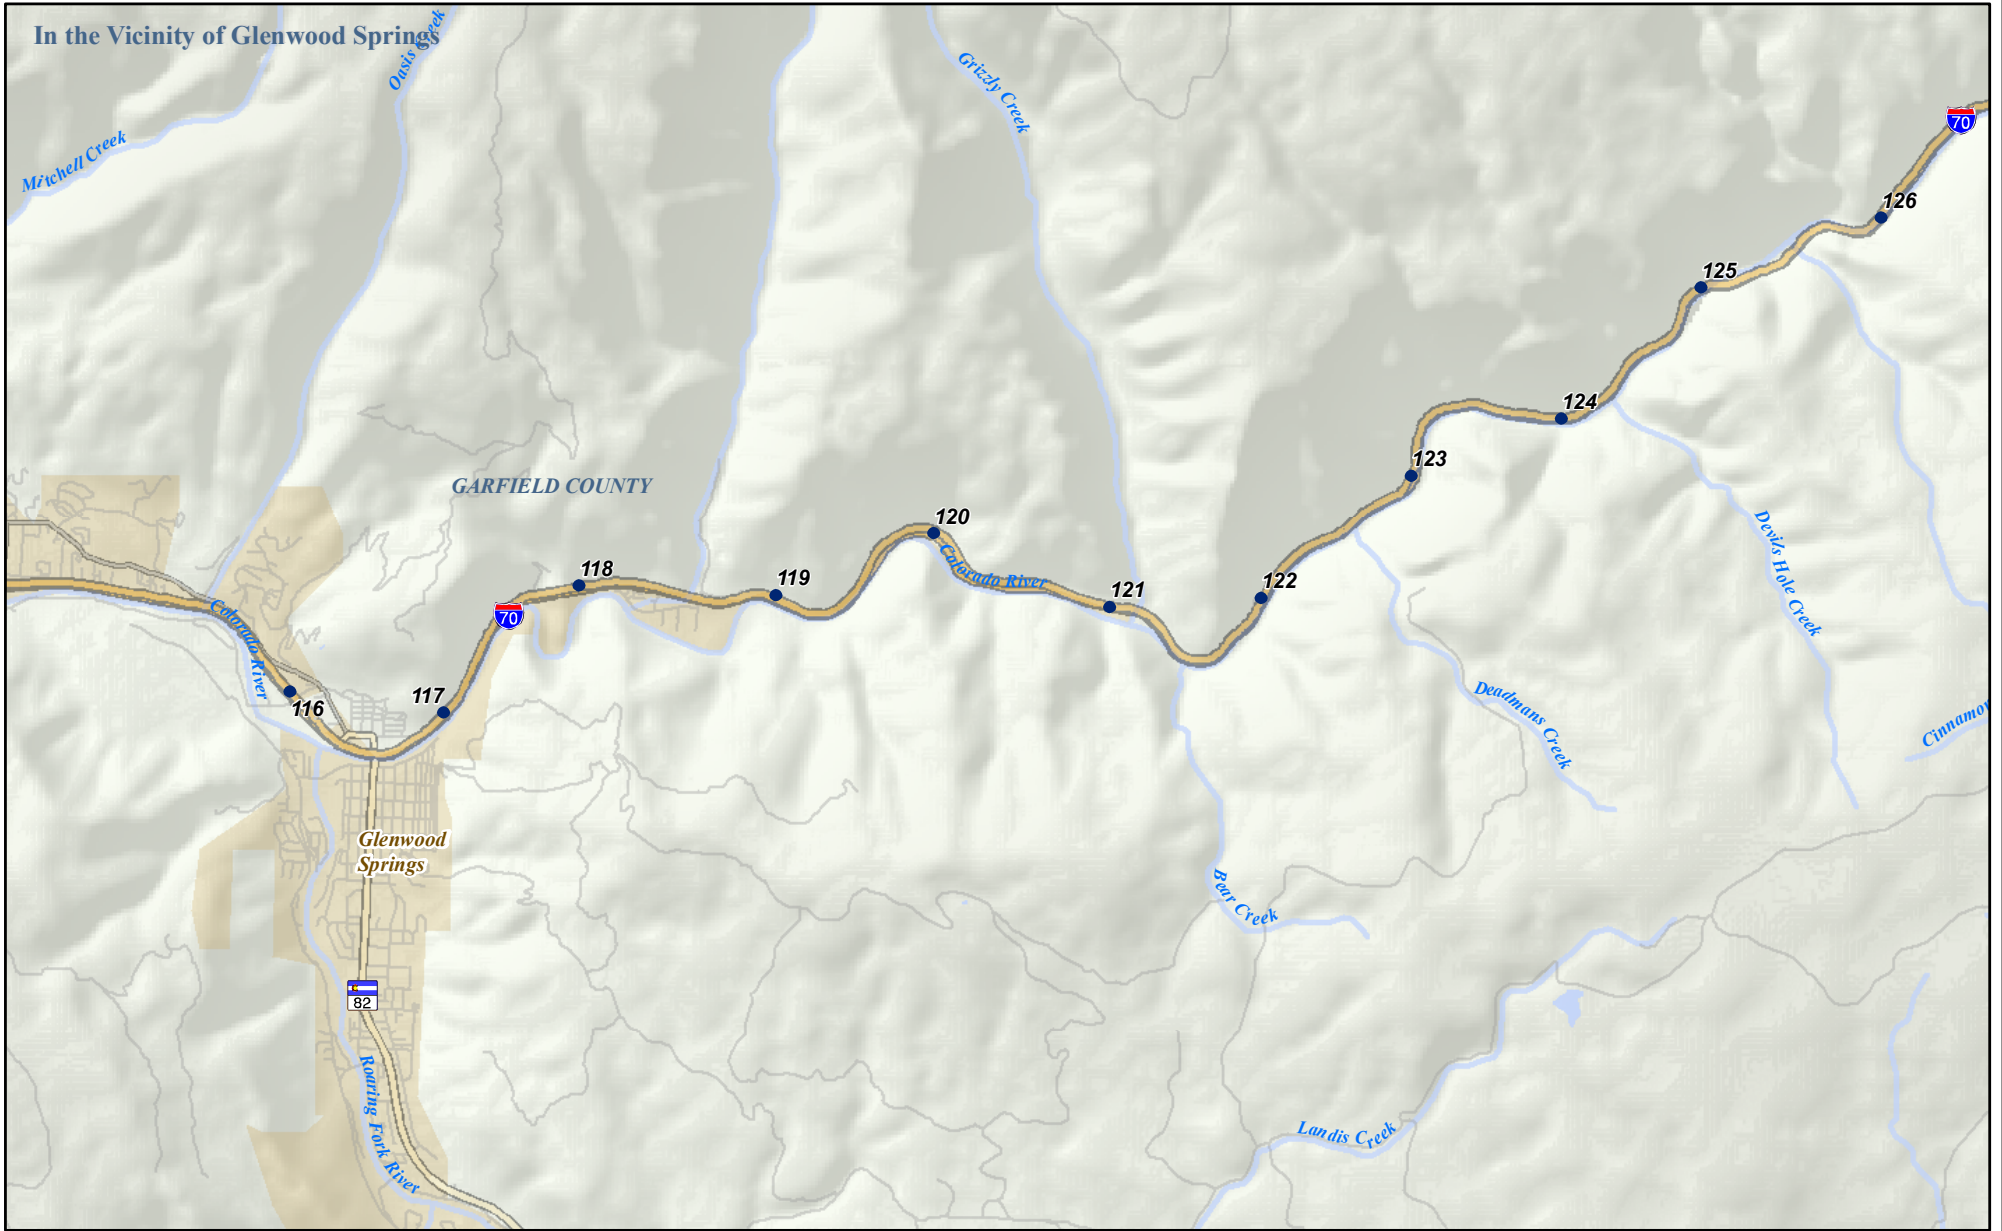 In the Vicinity of Glenwood Springs
Oasis Creek
Grizzly Creek
Mitchell Creek
70
126
125
124
123
GARFIELD COUNTY
120
Devils Hole Creek
118
119
Colorado River
121
122
70
Colorado River
117
116
Deadmans Creek
Cinnamon
Glenwood
Springs
Bear Creek
82
Roaring Fork River
Landis Creek